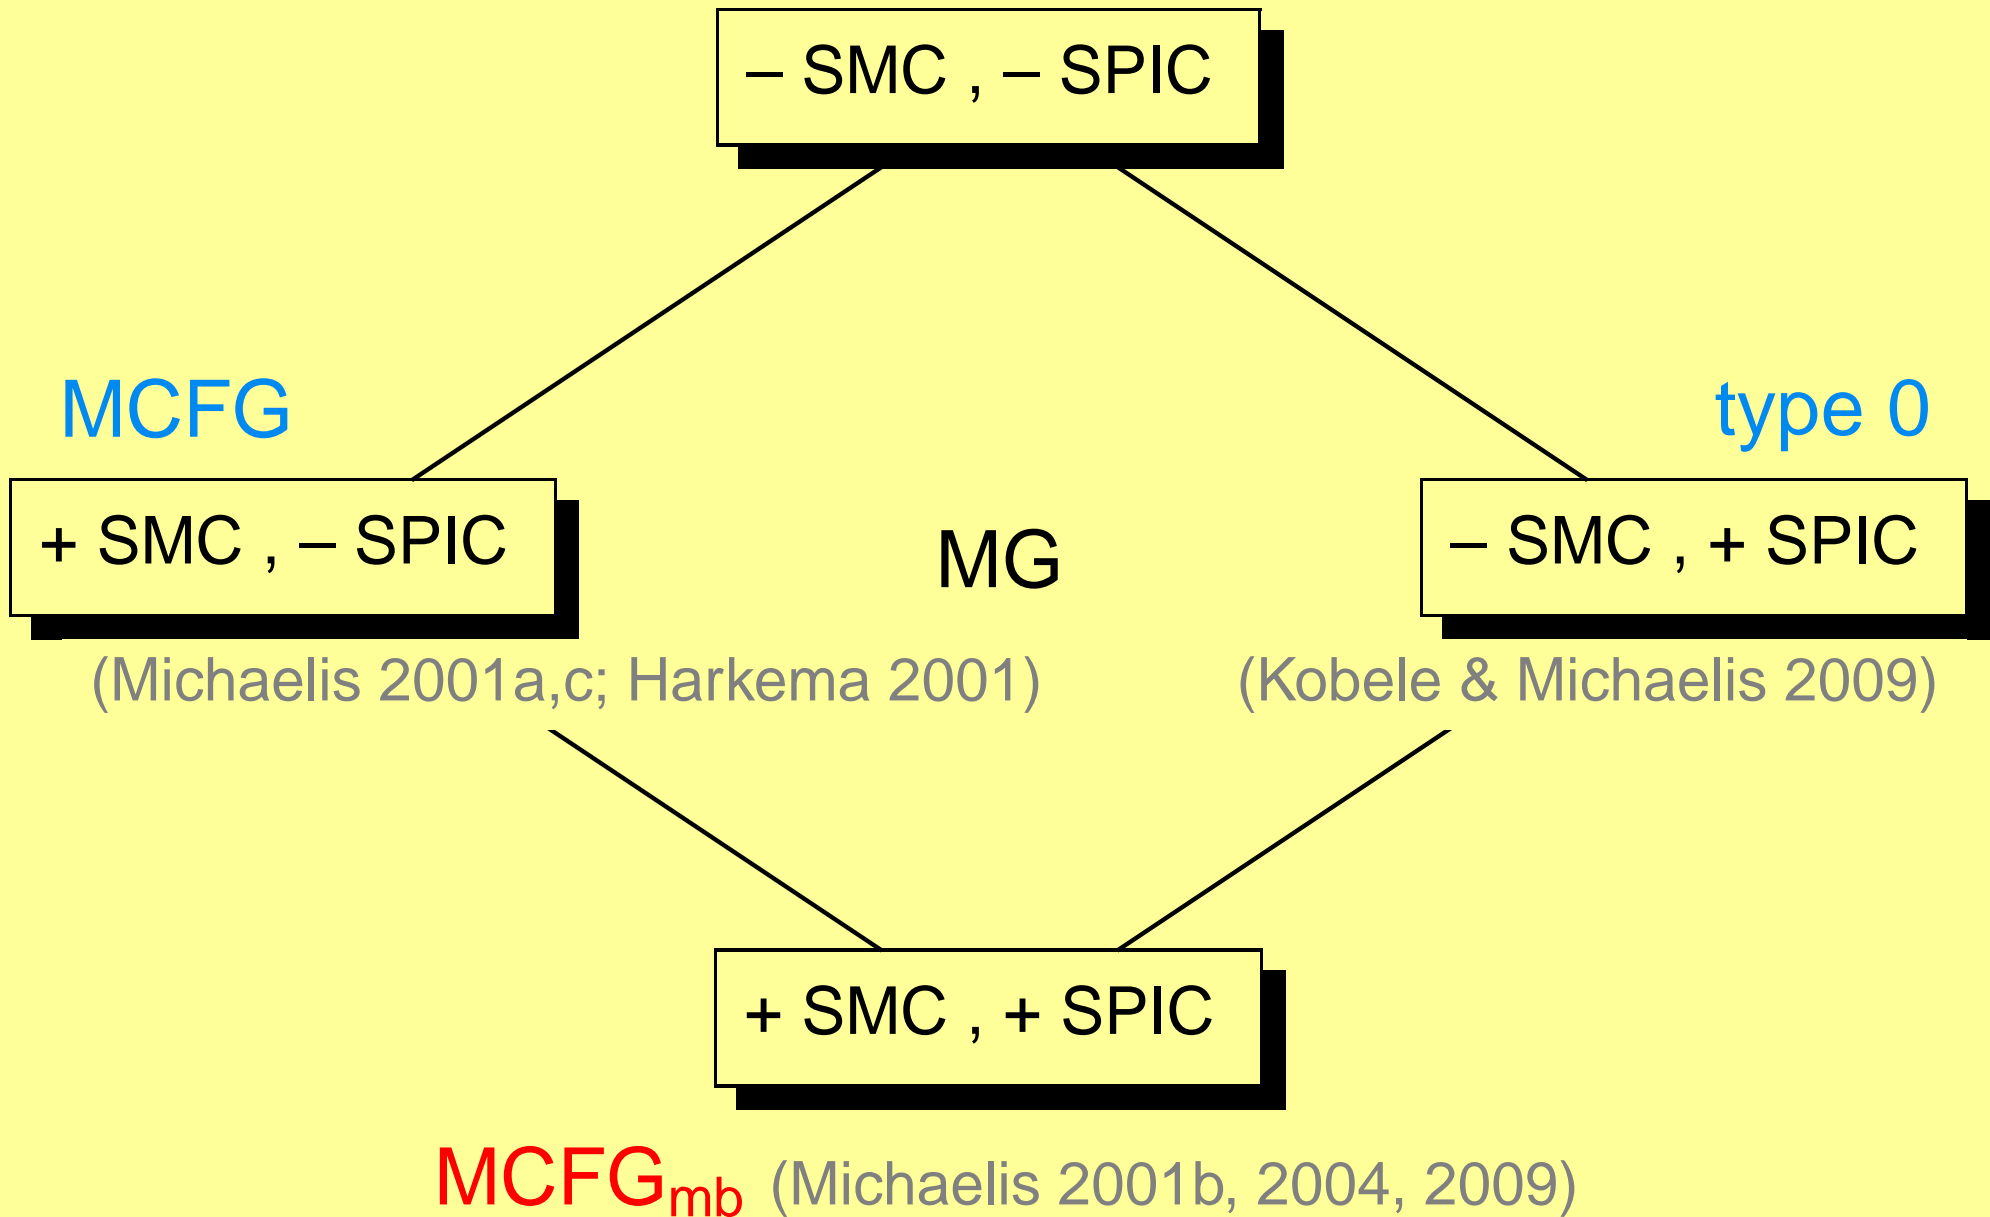 – SMC , – SPIC
MCFG
type 0
+ SMC , – SPIC
MG
– SMC , + SPIC
(Michaelis 2001a,c; Harkema 2001)
(Kobele & Michaelis 2009)
+ SMC , + SPIC
MCFGmb (Michaelis 2001b, 2004, 2009)